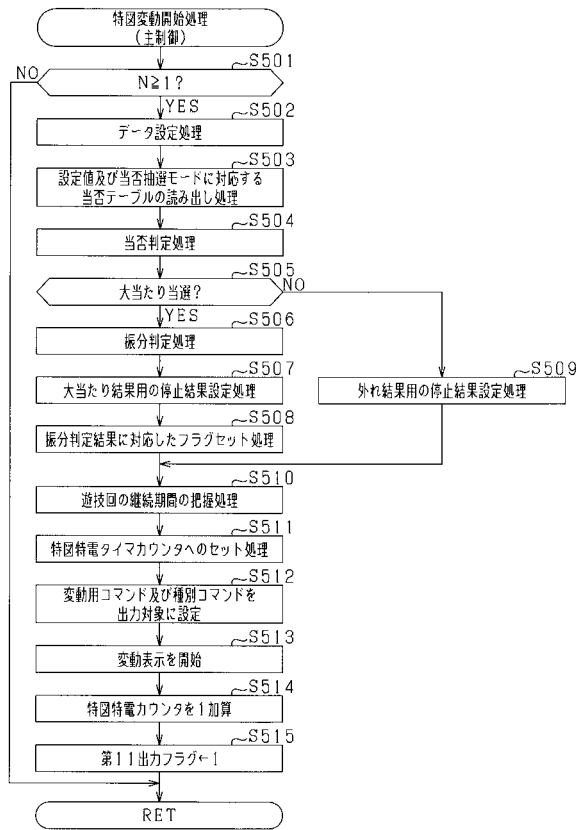 特図変動開始処理
(主制御)
S501
NO
N≧1?
YES
S502
データ設定処理
S503
設定値及び当否抽選モードに対応する
当否テーブルの読み出し処理
S504
当否判定処理
S505
大当たり当選?
NO
YES
S506
振分判定処理
S507
大当たり結果用の停止結果設定処理
S509
外れ結果用の停止結果設定処理
S508
振分判定結果に対応したフラグセット処理
S510
遊技回の継続期間の把握処理
S511
特図特電タイマカウンタへのセット処理
S512
変動用コマンド及び種別コマンドを
出力対象に設定
S513
変動表示を開始
S514
特図特電カウンタを1加算
S515
第11出力フラグ←1
RET